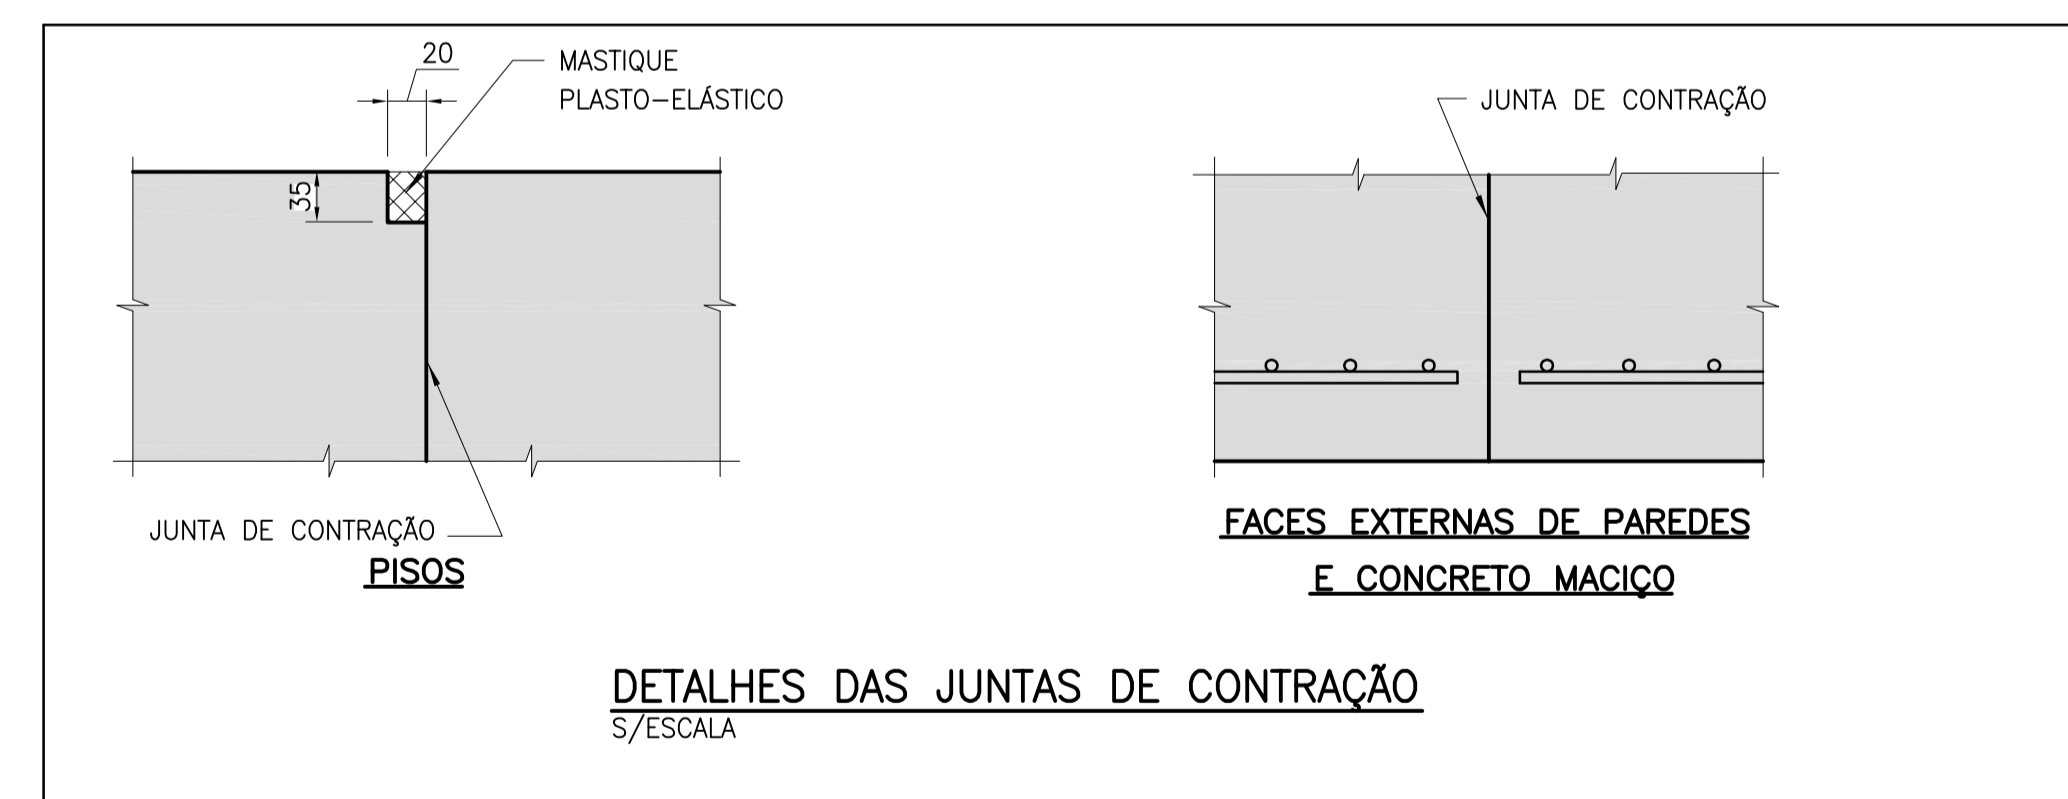 20
MASTIQUE
PLASTO-ELÁSTICO
35
JUNTA DE CONTRAÇÃO
PISOS
JUNTA DE CONTRAÇÃO
FACES EXTERNAS DE PAREDES
E CONCRETO MACIÇO
DETALHES DAS JUNTAS DE CONTRAÇÃO
S/ESCALA